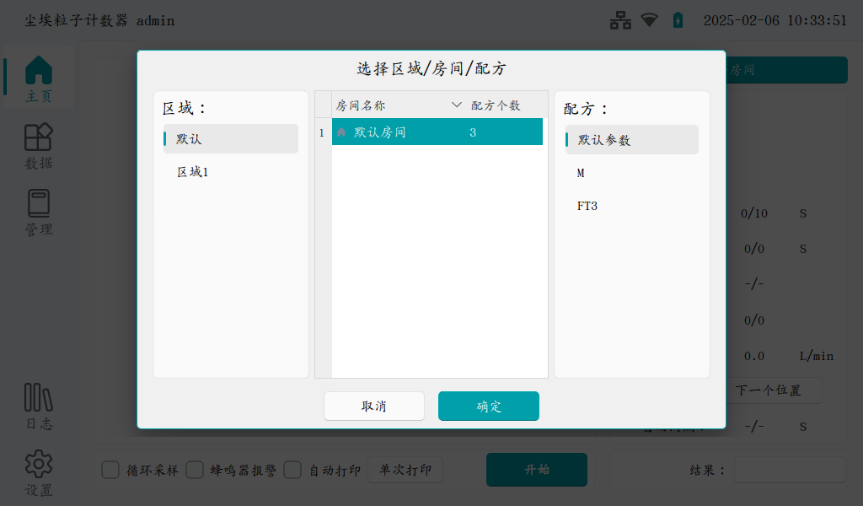 尘埃粒子计数器 admin
2025-02-06 10:33:51
主页
数据
管理
日志
设置
选择区域/房间/配方
区域：
默认
区域1
房间名称 配方个数
1 默认房间 3
配方：
默认参数
M
FT3
取消
确定
房间
0/10 S
0/0 S
-/-
0/0
0.0 L/min
下一个位置
-/- S
循环采样
蜂鸣器报警
自动打印
单次打印
开始
结果：